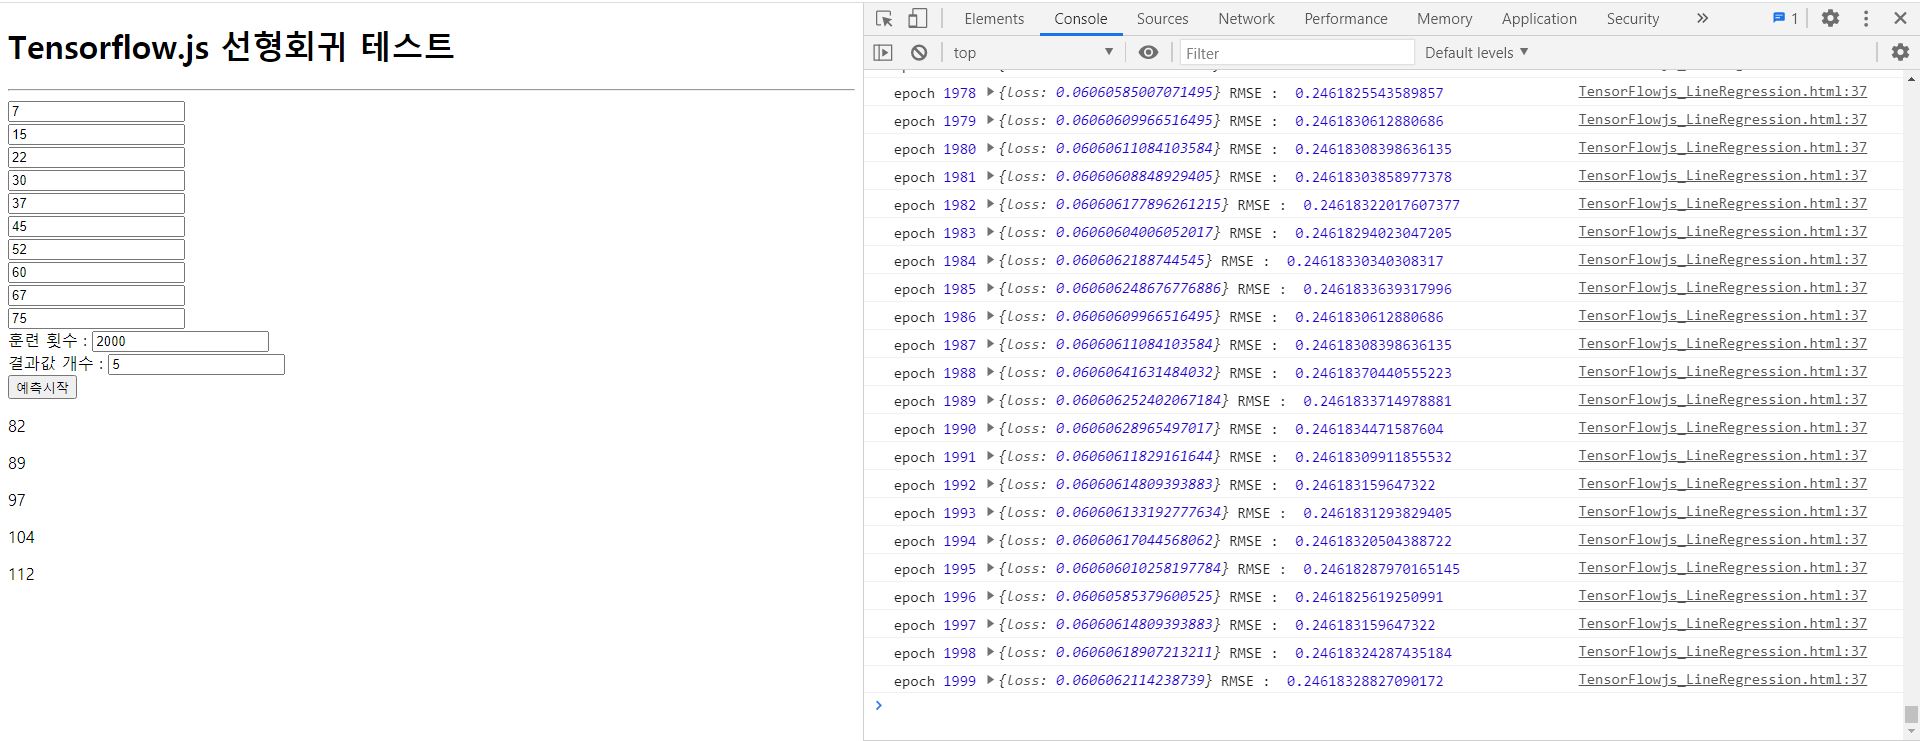 Tensorflow.js 선형회귀 테스트
7
15
22
30
37
45
52
60
67
75
훈련 횟수 : 2000
결과값 개수 : 5
예측시작
82
89
97
104
112
Elements Console Sources Network Performance Memory Application Security » 1
top Filter Default levels
epoch 1978 {loss: 0.06060585007071495} RMSE : 0.2461825543589857 TensorFlowjs_LineRegression.html:37
epoch 1979 {loss: 0.06060609966516495} RMSE : 0.2461830612880686 TensorFlowjs_LineRegression.html:37
epoch 1980 {loss: 0.06060611084103584} RMSE : 0.24618308398636135 TensorFlowjs_LineRegression.html:37
epoch 1981 {loss: 0.06060608848929405} RMSE : 0.24618303858977378 TensorFlowjs_LineRegression.html:37
epoch 1982 {loss: 0.060606177896261215} RMSE : 0.24618322017607377 TensorFlowjs_LineRegression.html:37
epoch 1983 {loss: 0.06060604006052017} RMSE : 0.24618294023047205 TensorFlowjs_LineRegression.html:37
epoch 1984 {loss: 0.0606062188744545} RMSE : 0.24618330340308317 TensorFlowjs_LineRegression.html:37
epoch 1985 {loss: 0.060606248676776886} RMSE : 0.2461833639317996 TensorFlowjs_LineRegression.html:37
epoch 1986 {loss: 0.06060609966516495} RMSE : 0.2461830612880686 TensorFlowjs_LineRegression.html:37
epoch 1987 {loss: 0.06060611084103584} RMSE : 0.24618308398636135 TensorFlowjs_LineRegression.html:37
epoch 1988 {loss: 0.06060641631484032} RMSE : 0.24618370440555223 TensorFlowjs_LineRegression.html:37
epoch 1989 {loss: 0.060606252402067184} RMSE : 0.2461833714978881 TensorFlowjs_LineRegression.html:37
epoch 1990 {loss: 0.06060628965497017} RMSE : 0.2461834471587604 TensorFlowjs_LineRegression.html:37
epoch 1991 {loss: 0.06060611829161644} RMSE : 0.24618309911855532 TensorFlowjs_LineRegression.html:37
epoch 1992 {loss: 0.06060614809393883} RMSE : 0.246183159647322 TensorFlowjs_LineRegression.html:37
epoch 1993 {loss: 0.060606133192777634} RMSE : 0.2461831293829405 TensorFlowjs_LineRegression.html:37
epoch 1994 {loss: 0.06060617044568062} RMSE : 0.24618320504388722 TensorFlowjs_LineRegression.html:37
epoch 1995 {loss: 0.060606010258197784} RMSE : 0.24618287970165145 TensorFlowjs_LineRegression.html:37
epoch 1996 {loss: 0.06060585379600525} RMSE : 0.2461825619250991 TensorFlowjs_LineRegression.html:37
epoch 1997 {loss: 0.06060614809393883} RMSE : 0.246183159647322 TensorFlowjs_LineRegression.html:37
epoch 1998 {loss: 0.06060618907213211} RMSE : 0.24618324287435184 TensorFlowjs_LineRegression.html:37
epoch 1999 {loss: 0.0606062114238739} RMSE : 0.24618328827090172 TensorFlowjs_LineRegression.html:37